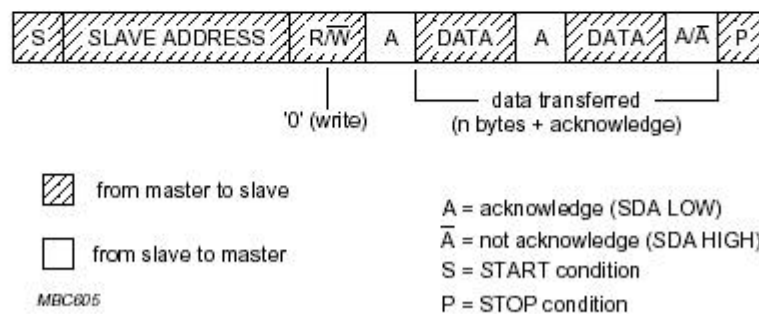 S SLAVE ADDRESS R/W̅ A DATA A DATA A/A̅ P
'0' (write)
data transferred
(n bytes + acknowledge)
from master to slave
from slave to master
MBC605
A = acknowledge (SDA LOW)
A̅ = not acknowledge (SDA HIGH)
S = START condition
P = STOP condition